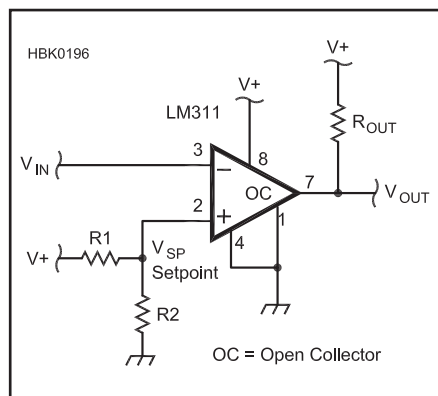 HBK0196
V+
V+
LM311
ROUT
8
3
VIN
−
7
OC
VOUT
2
+
1
4
R1
VSP
V+
Setpoint
R2
OC = Open Collector